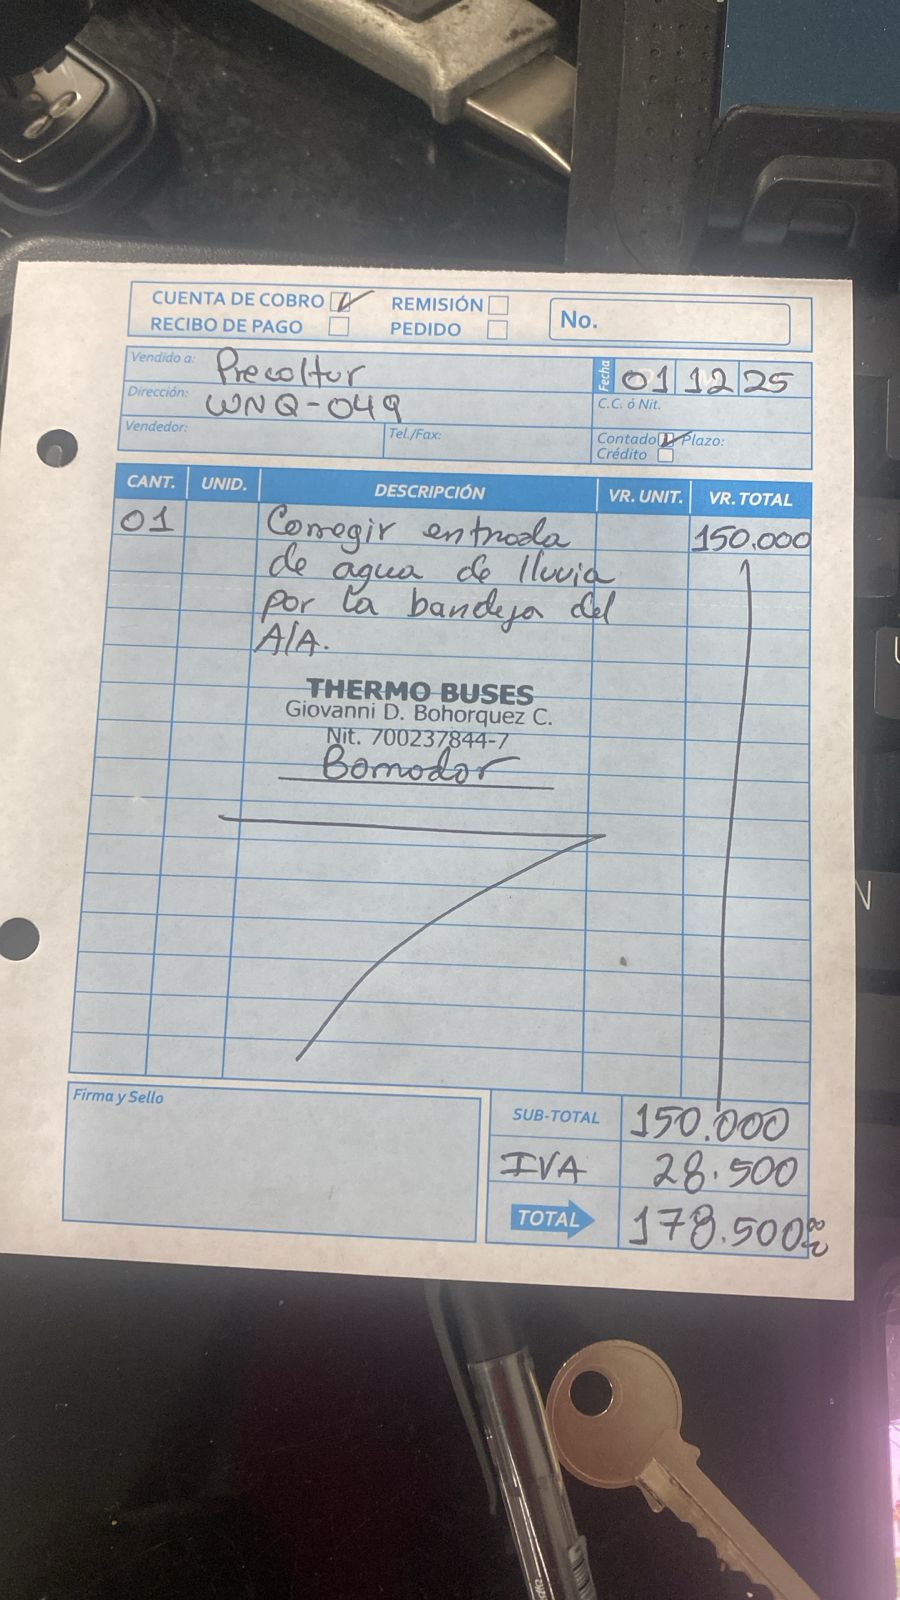 CUENTA DE COBRO REMISIÓN
RECIBO DE PAGO PEDIDO
No.
Vendido a: Precoltur
Fecha 01 12 25
Dirección: WNQ-049
C.C. ó Nit.
Vendedor: Tel./Fax:
Contado Plazo:
Crédito
CANT. UNID. DESCRIPCIÓN VR. UNIT. VR. TOTAL
01 Corregir entrada 150.000
de agua de lluvia
por la bandeja del
A/A.
THERMO BUSES
Giovanni D. Bohorquez C.
Nit. 700237844-7
Firma y Sello
SUB-TOTAL 150.000
IVA 28.500
TOTAL 178.500
N